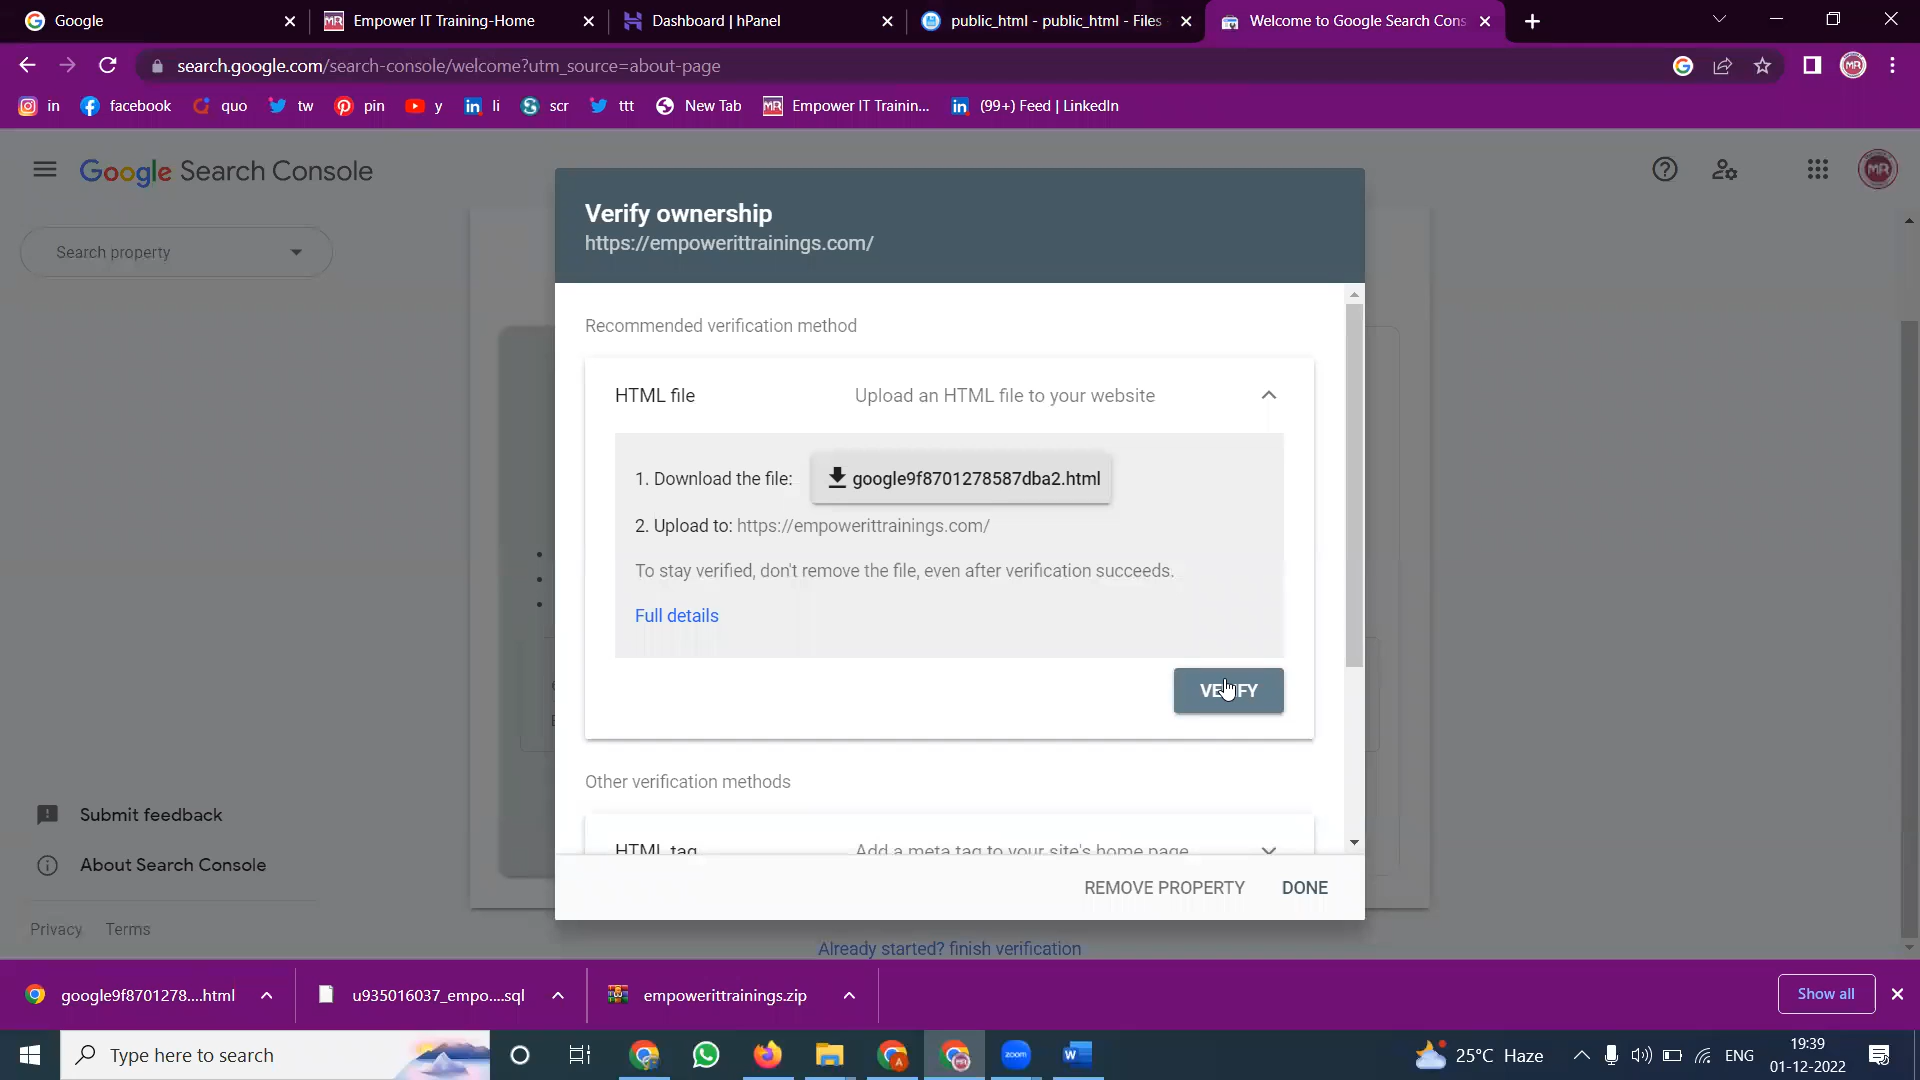 Google
Empower IT Training-Home
Dashboard | hPanel
public_html - public_html - Files
Welcome to Google Search Cons
search.google.com/search-console/welcome?utm_source=about-page
in
facebook
quo
tw
pin
y
li
scr
ttt
New Tab
Empower IT Trainin...
(99+) Feed | LinkedIn
Google Search Console
Search property
Verify ownership
https://empowerittrainings.com/
Recommended verification method
HTML file
Upload an HTML file to your website
1. Download the file:
google9f8701278587dba2.html
2. Upload to: https://empowerittrainings.com/
To stay verified, don't remove the file, even after verification succeeds.
Full details
VERIFY
Other verification methods
HTML tag
Add a meta tag to your site's home page
REMOVE PROPERTY
DONE
Already started? finish verification
Submit feedback
About Search Console
Privacy
Terms
google9f8701278....html
u935016037_empo....sql
empowerittrainings.zip
Show all
Type here to search
zoom
25°C Haze
ENG
19:39
01-12-2022